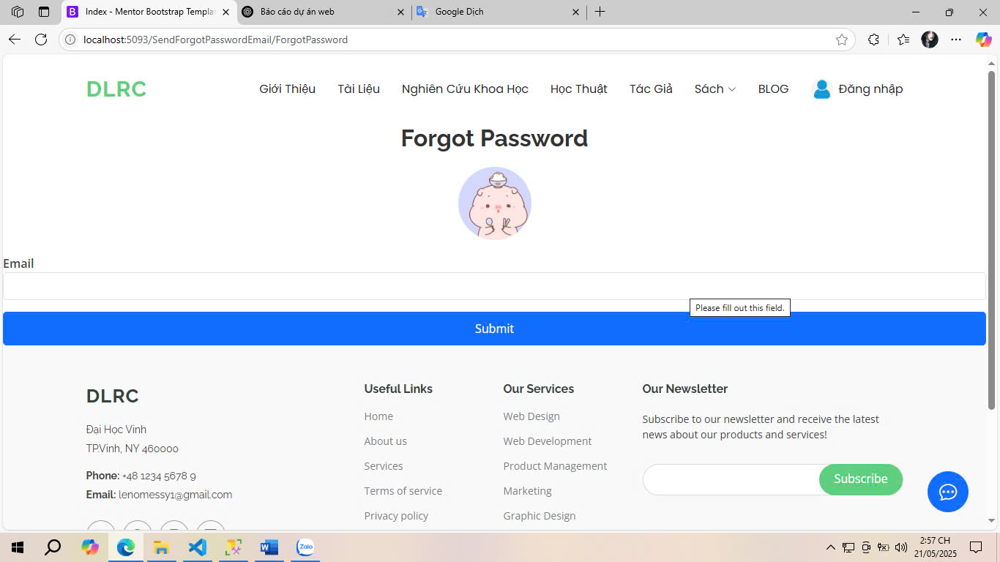 Index - Mentor Bootstrap Templat
Báo cáo dự án web
Google Dịch
localhost:5093/SendForgotPasswordEmail/ForgotPassword
DLRC
Giới Thiệu
Tài Liệu
Nghiên Cứu Khoa Học
Học Thuật
Tác Giả
Sách
BLOG
Đăng nhập
Forgot Password
Email
Please fill out this field.
Submit
DLRC
Đại Học Vinh
TP.Vinh, NY 460000
Phone: +48 1234 5678 9
Email: lenomessy1@gmail.com
Useful Links
Home
About us
Services
Terms of service
Privacy policy
Our Services
Web Design
Web Development
Product Management
Marketing
Graphic Design
Our Newsletter
Subscribe to our newsletter and receive the latest
news about our products and services!
Subscribe
Zalo
2:57 CH
21/05/2025